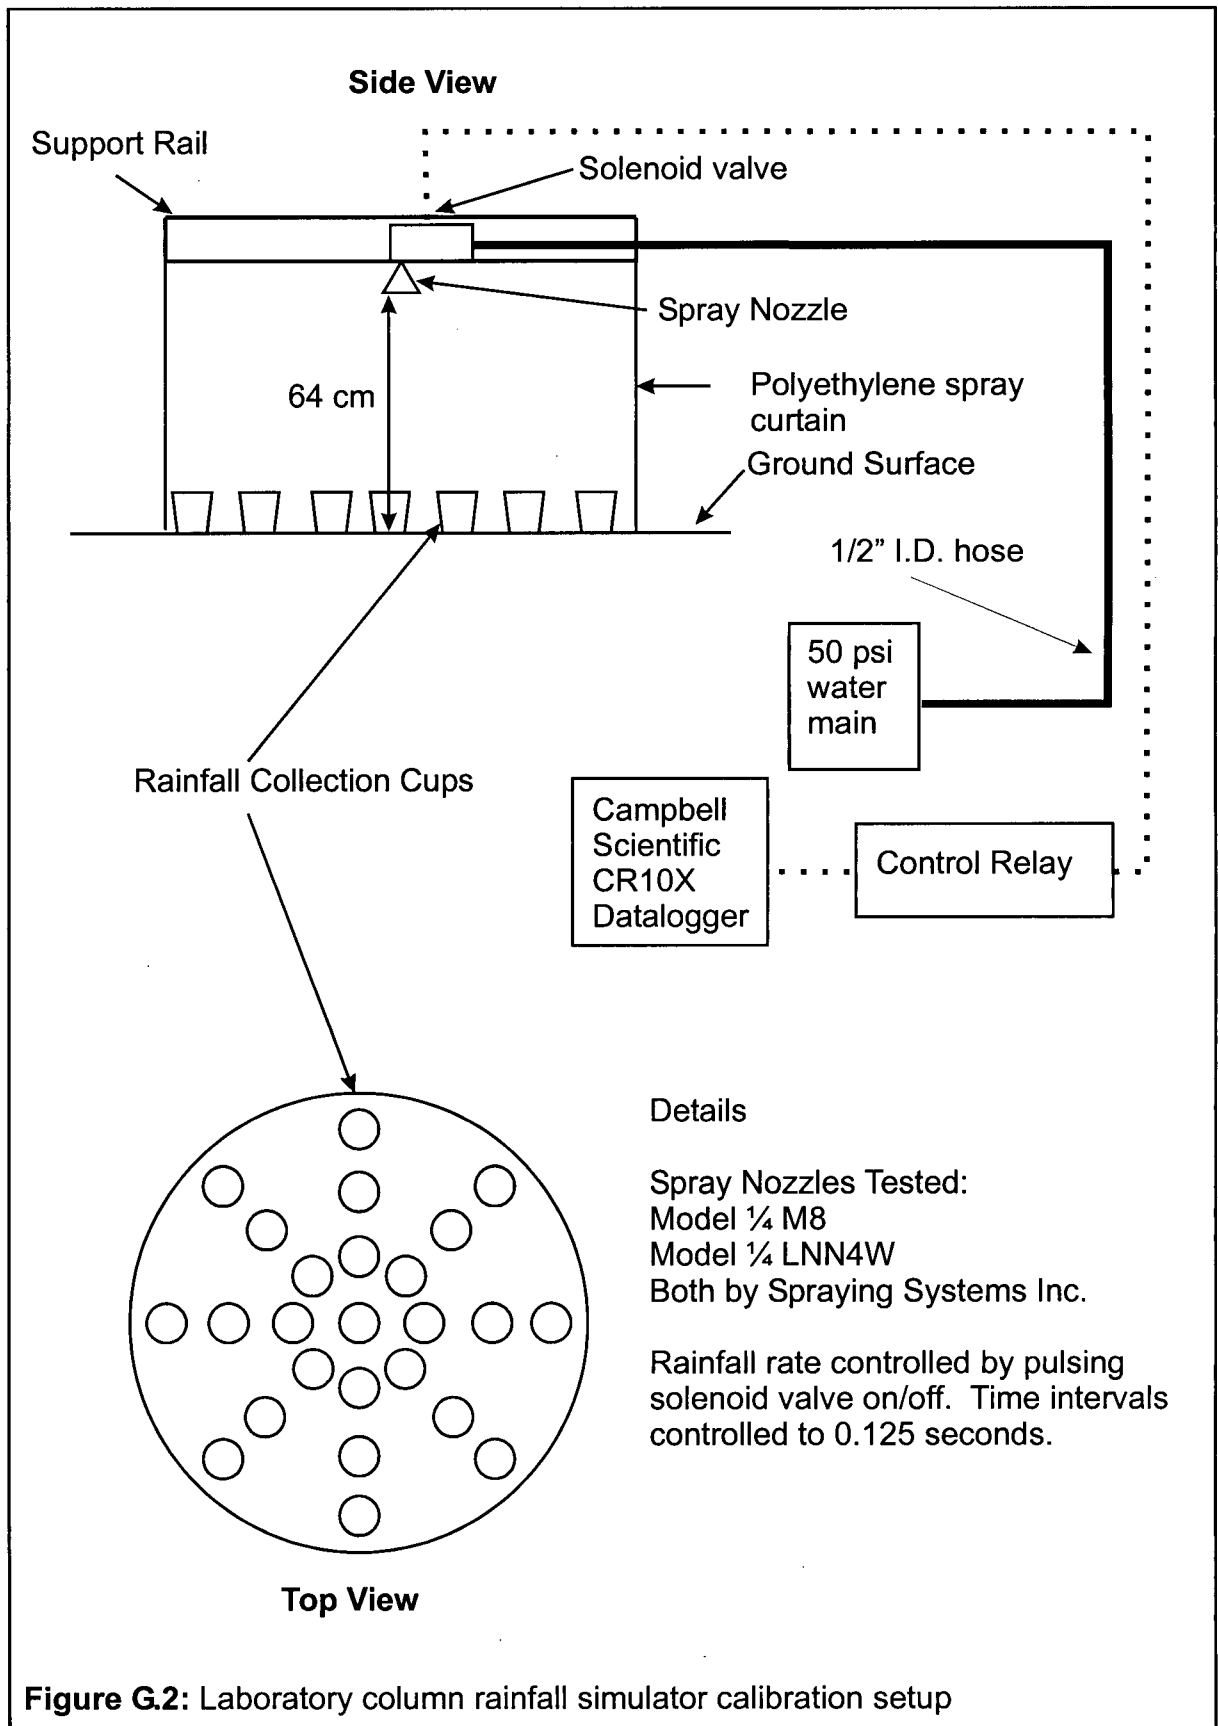 Side View
Support Rail
Solenoid valve
Spray Nozzle
64 cm
Polyethylene spray
curtain
Ground Surface
1/2” I.D. hose
50 psi
water
main
Rainfall Collection Cups
Campbell
Scientific
CR10X
Datalogger
Control Relay
Details
Spray Nozzles Tested:
Model ¼ M8
Model ¼ LNN4W
Both by Spraying Systems Inc.
Rainfall rate controlled by pulsing
solenoid valve on/off. Time intervals
controlled to 0.125 seconds.
Top View
Figure G.2: Laboratory column rainfall simulator calibration setup